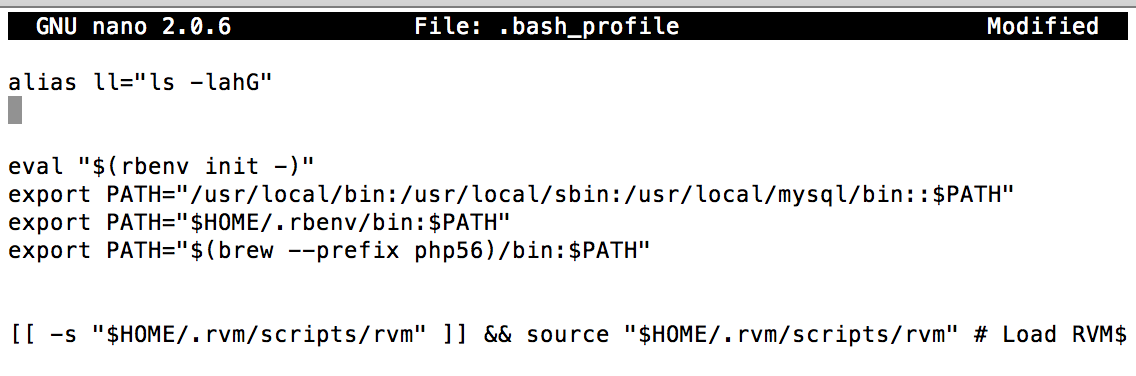 GNU nano 2.0.6 File: .bash_profile Modified
alias ll="ls -lahG"
eval "$(rbenv init -)"
export PATH="/usr/local/bin:/usr/local/sbin:/usr/local/mysql/bin::$PATH"
export PATH="$HOME/.rbenv/bin:$PATH"
export PATH="$(brew --prefix php56)/bin:$PATH"
[[ -s "$HOME/.rvm/scripts/rvm" ]] && source "$HOME/.rvm/scripts/rvm" # Load RVM$